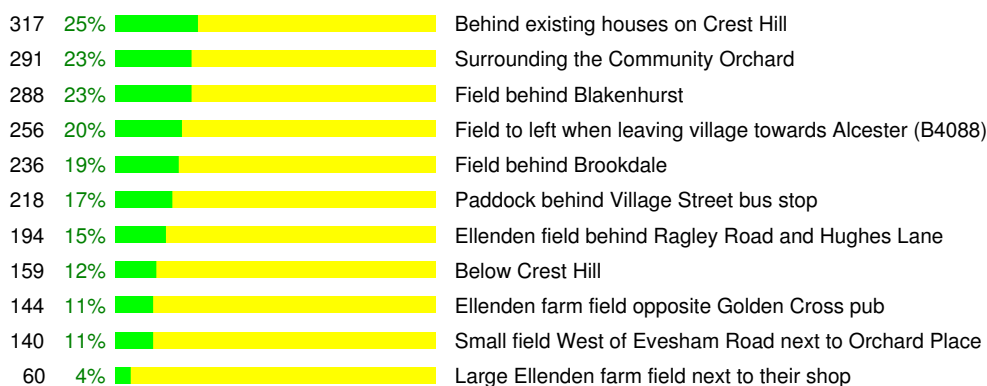 317 25% Behind existing houses on Crest Hill
291 23% Surrounding the Community Orchard
288 23% Field behind Blakenhurst
256 20% Field to left when leaving village towards Alcester (B4088)
236 19% Field behind Brookdale
218 17% Paddock behind Village Street bus stop
194 15% Ellenden field behind Ragley Road and Hughes Lane
159 12% Below Crest Hill
144 11% Ellenden farm field opposite Golden Cross pub
140 11% Small field West of Evesham Road next to Orchard Place
60 4% Large Ellenden farm field next to their shop